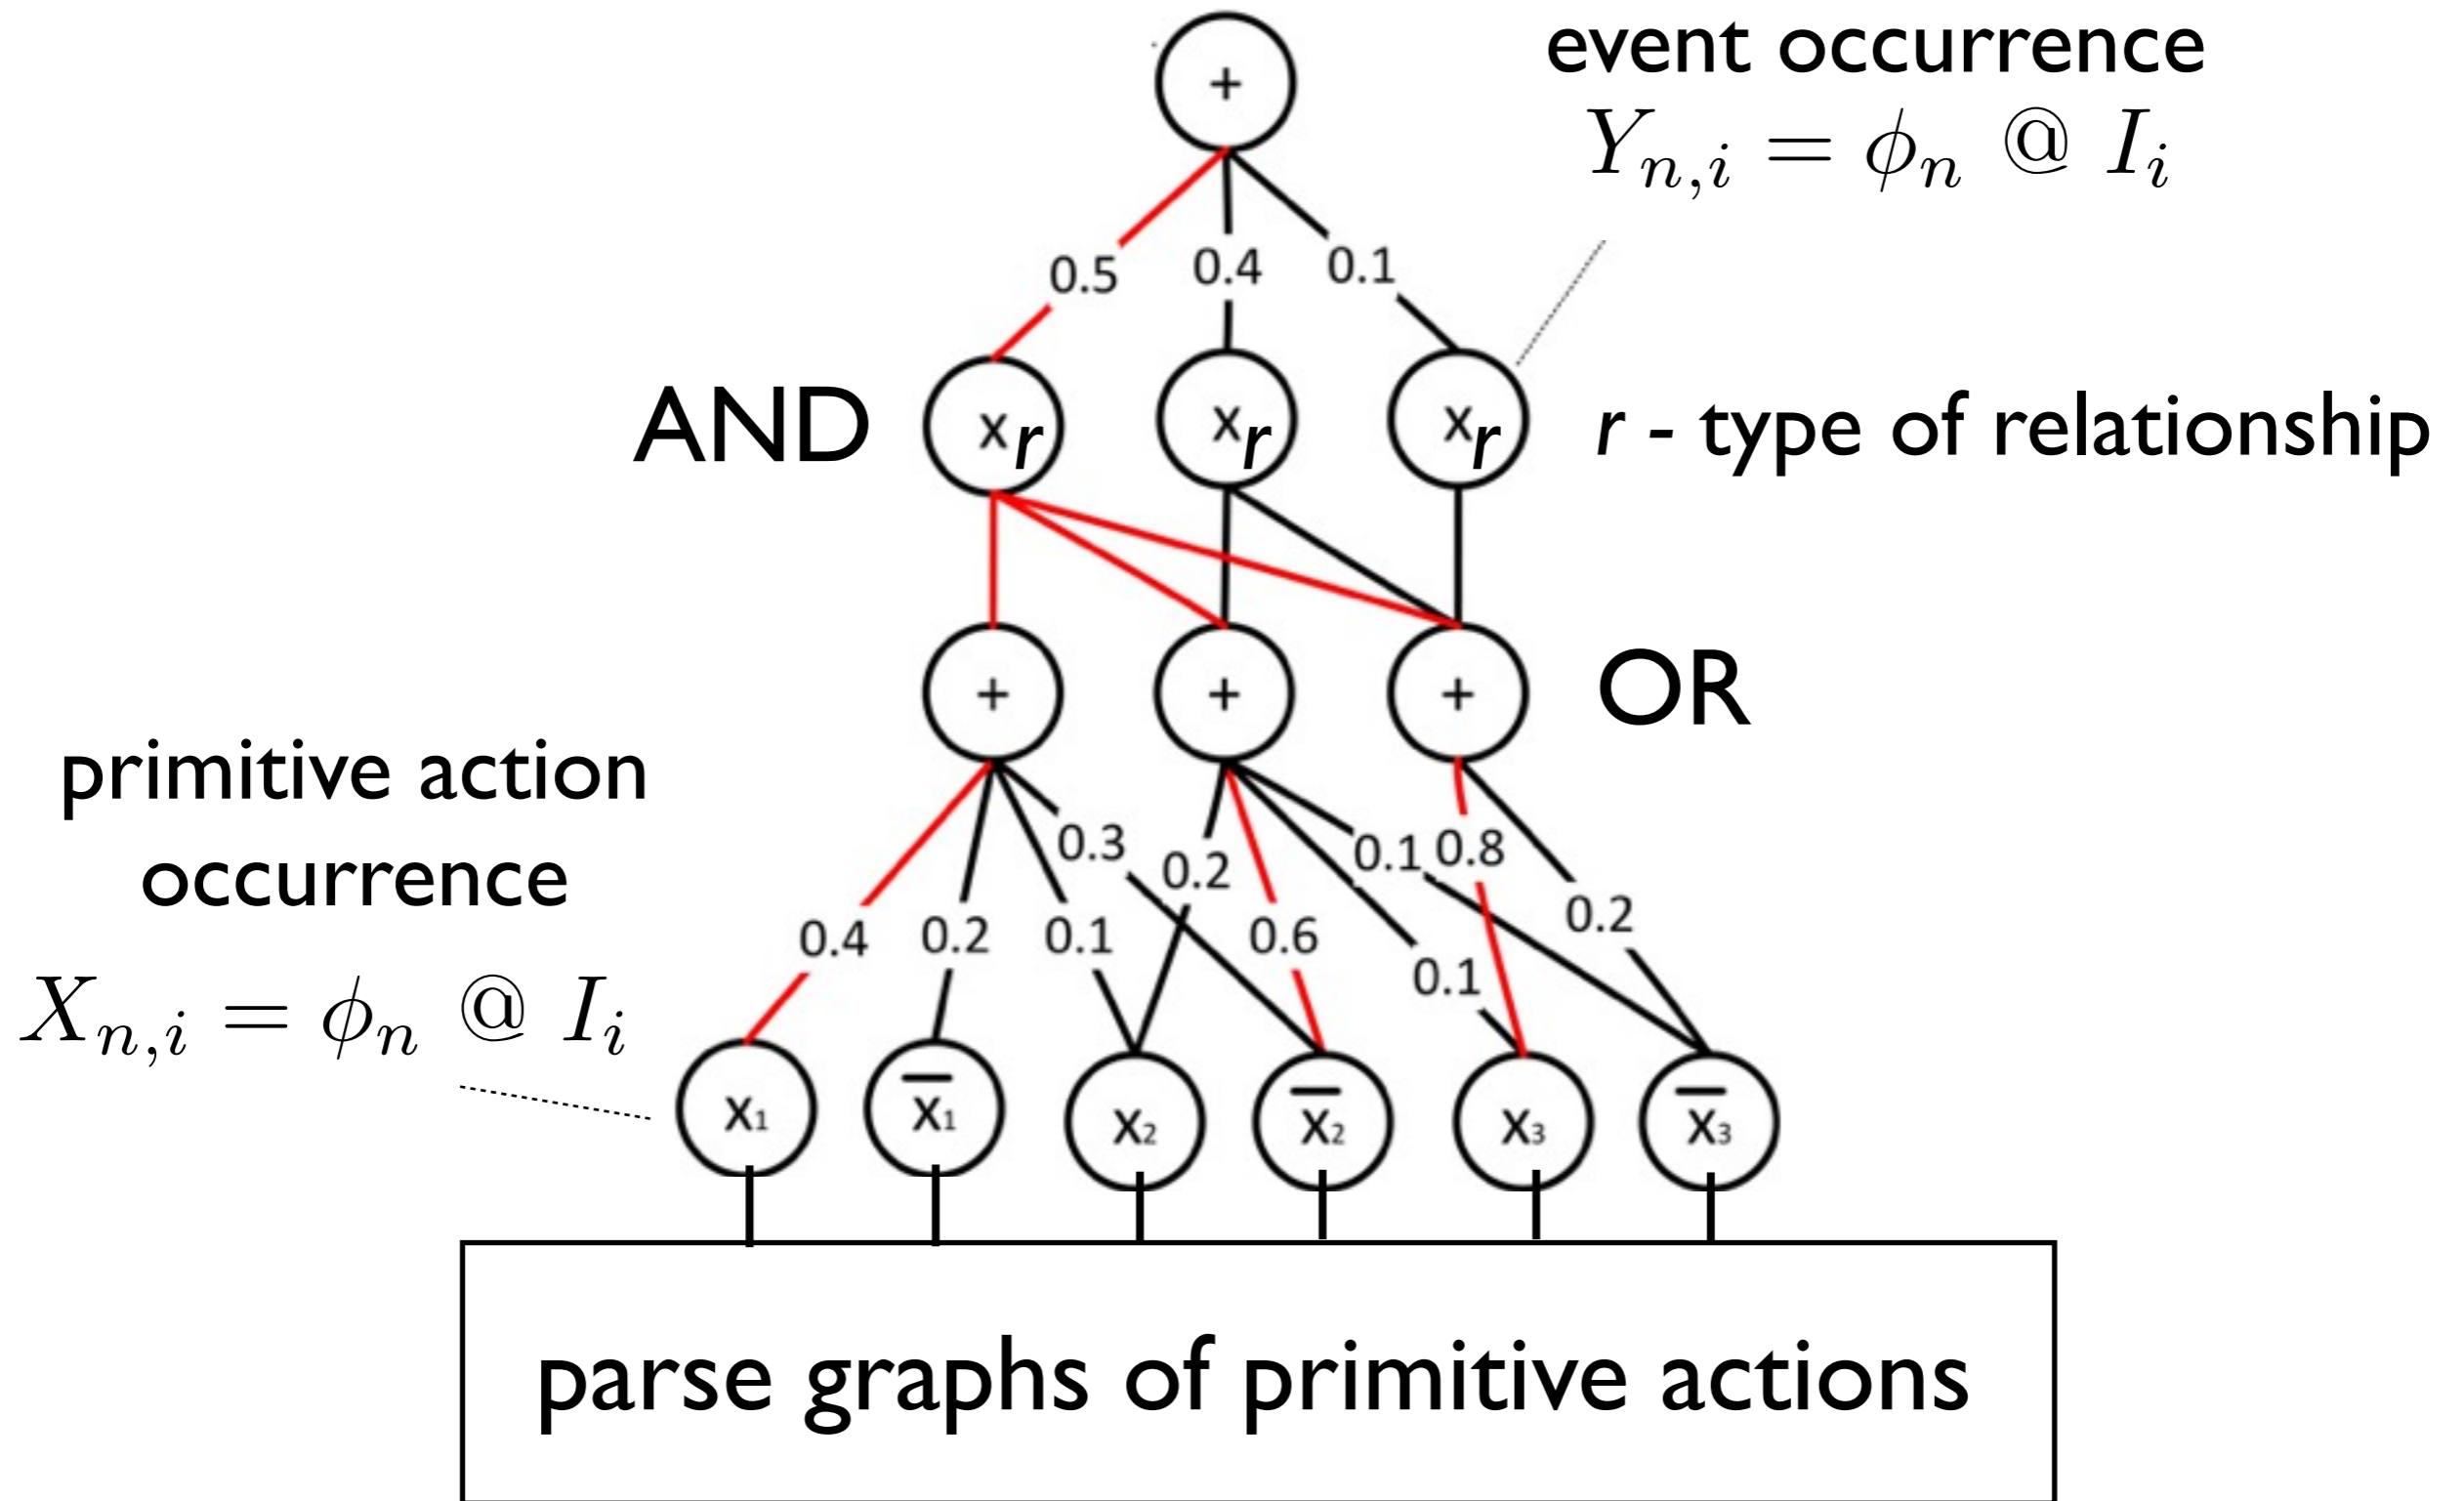 +
event occurrence
Y_{n,i} = ϕ_n @ I_i
0.5 0.4 0.1
AND x_r x_r x_r r - type of relationship
+ + + OR
primitive action
occurrence
X_{n,i} = ϕ_n @ I_i
0.3 0.2 0.1 0.8
0.4 0.2 0.1 0.6 0.1 0.2
x₁ x̅₁ x₂ x̅₂ x₃ x̅₃
parse graphs of primitive actions